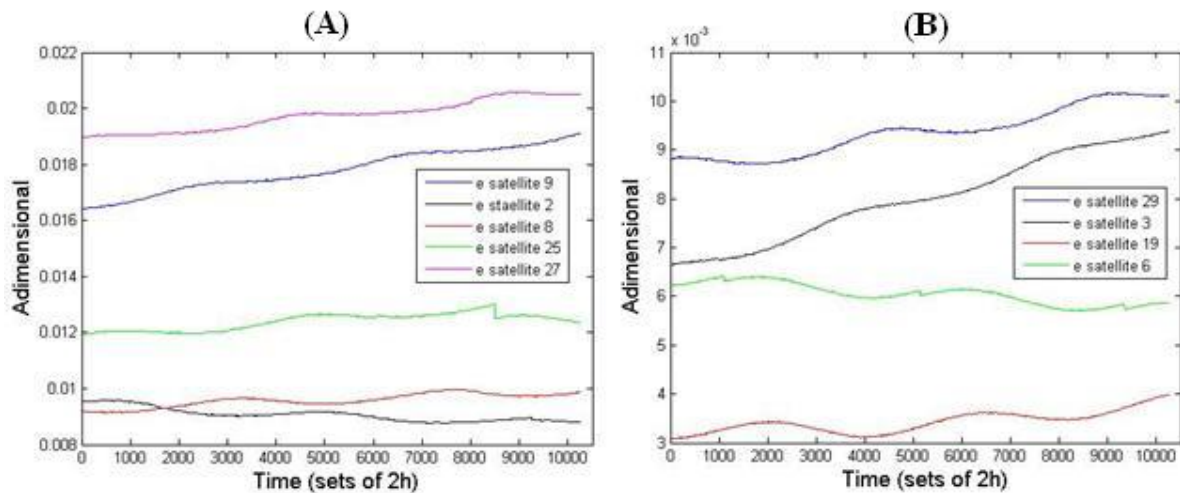 (A)
0.022
0.02
0.018
0.016
0.014
0.012
0.01
0.008
Adimensional
e satellite 9
e staellite 2
e satellite 8
e satellite 25
e satellite 27
0 1000 2000 3000 4000 5000 6000 7000 8000 9000 10000
Time (sets of 2h)
(B)
x 10-3
11
10
9
8
7
6
5
4
3
Adimensional
e satellite 29
e satellite 3
e satellite 19
e satellite 6
0 1000 2000 3000 4000 5000 6000 7000 8000 9000 10000
Time (sets of 2h)